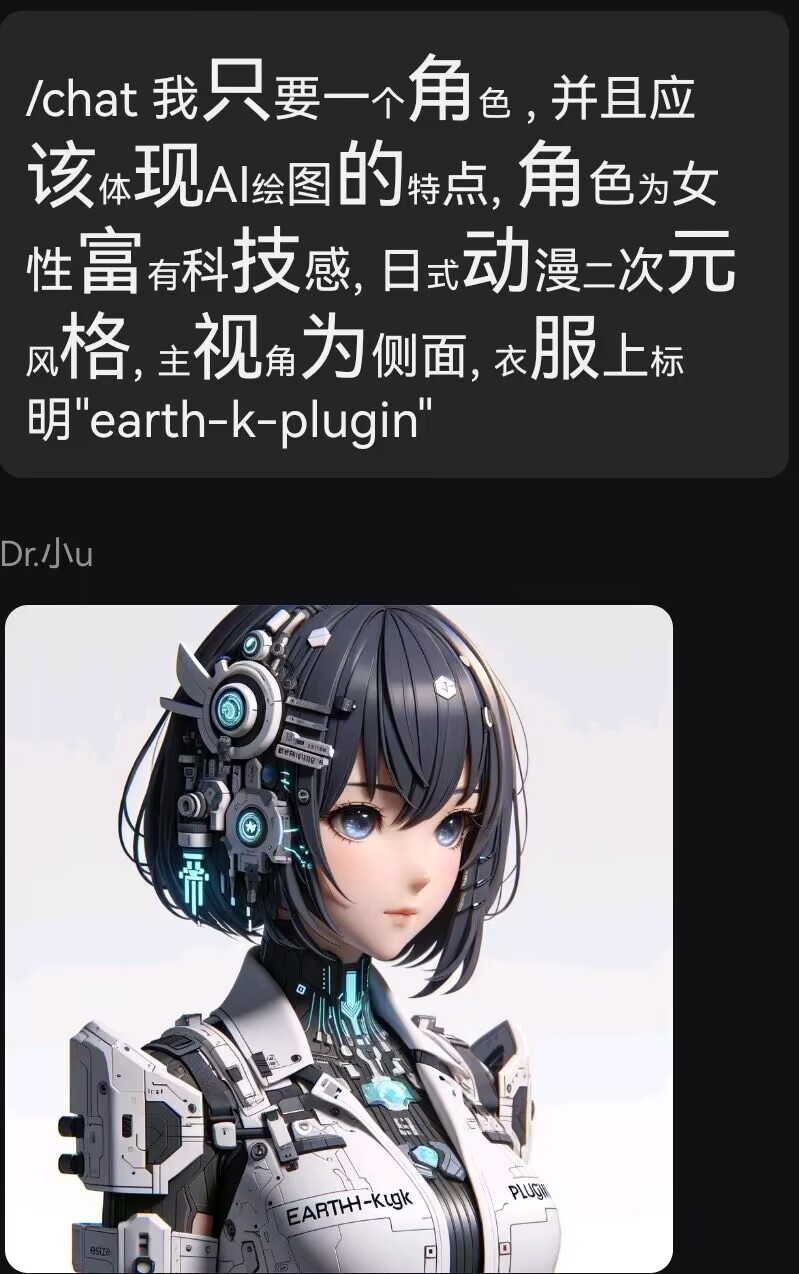 /chat 我只要一个角色，并且应
该体现AI绘图的特点, 角色为女
性富有科技感, 日式动漫二次元
风格, 主视角为侧面, 衣服上标
明"earth-k-plugin"
Dr.小u
EARTHH-Kugk
PLUGIN